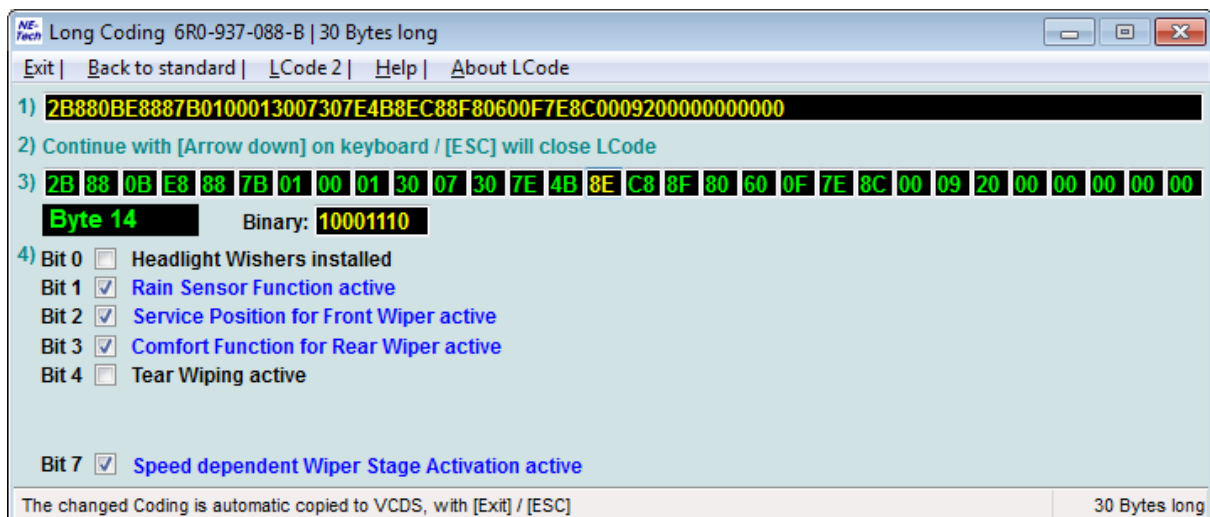 NE-Tech Long Coding 6R0-937-088-B | 30 Bytes long
Exit | Back to standard | LCode 2 | Help | About LCode
1) 2B880BE8887B0100013007307E4B8EC88F80600F7E8C0009200000000000
2) Continue with [Arrow down] on keyboard / [ESC] will close LCode
3) 2B 88 0B E8 88 7B 01 00 01 30 07 30 7E 4B 8E C8 8F 80 60 0F 7E 8C 00 09 20 00 00 00 00 00
Byte 14 Binary: 10001110
4) Bit 0 Headlight Wishers installed
Bit 1 Rain Sensor Function active
Bit 2 Service Position for Front Wiper active
Bit 3 Comfort Function for Rear Wiper active
Bit 4 Tear Wiping active
Bit 7 Speed dependent Wiper Stage Activation active
The changed Coding is automatic copied to VCDS, with [Exit] / [ESC] 30 Bytes long